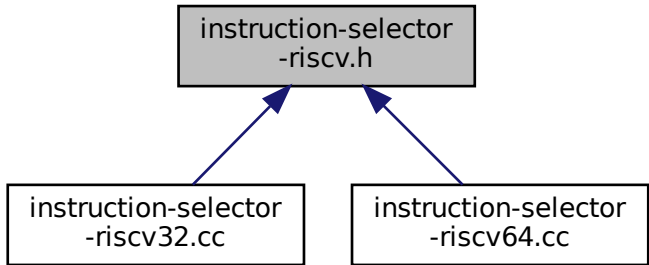 instruction-selector
-riscv.h
instruction-selector
-riscv32.cc
instruction-selector
-riscv64.cc